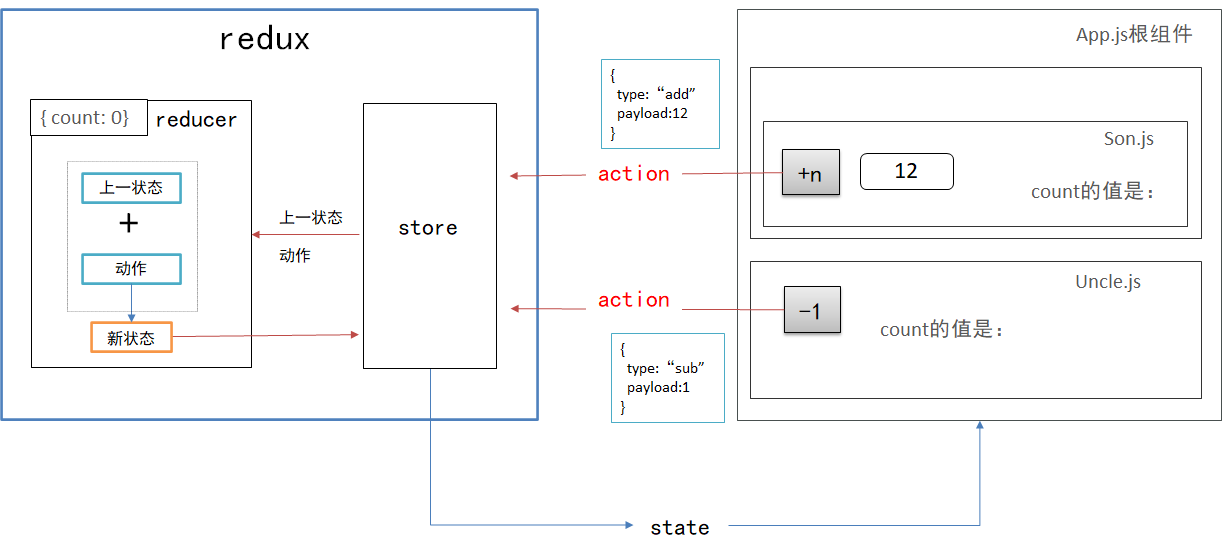 redux
{ count: 0}
reducer
上一状态
+
动作
新状态
上一状态
动作
store
{
type: “add”
payload:12
}
action
action
{
type: “sub”
payload:1
}
App.js根组件
Son.js
+n
12
count的值是：
Uncle.js
-1
count的值是：
state